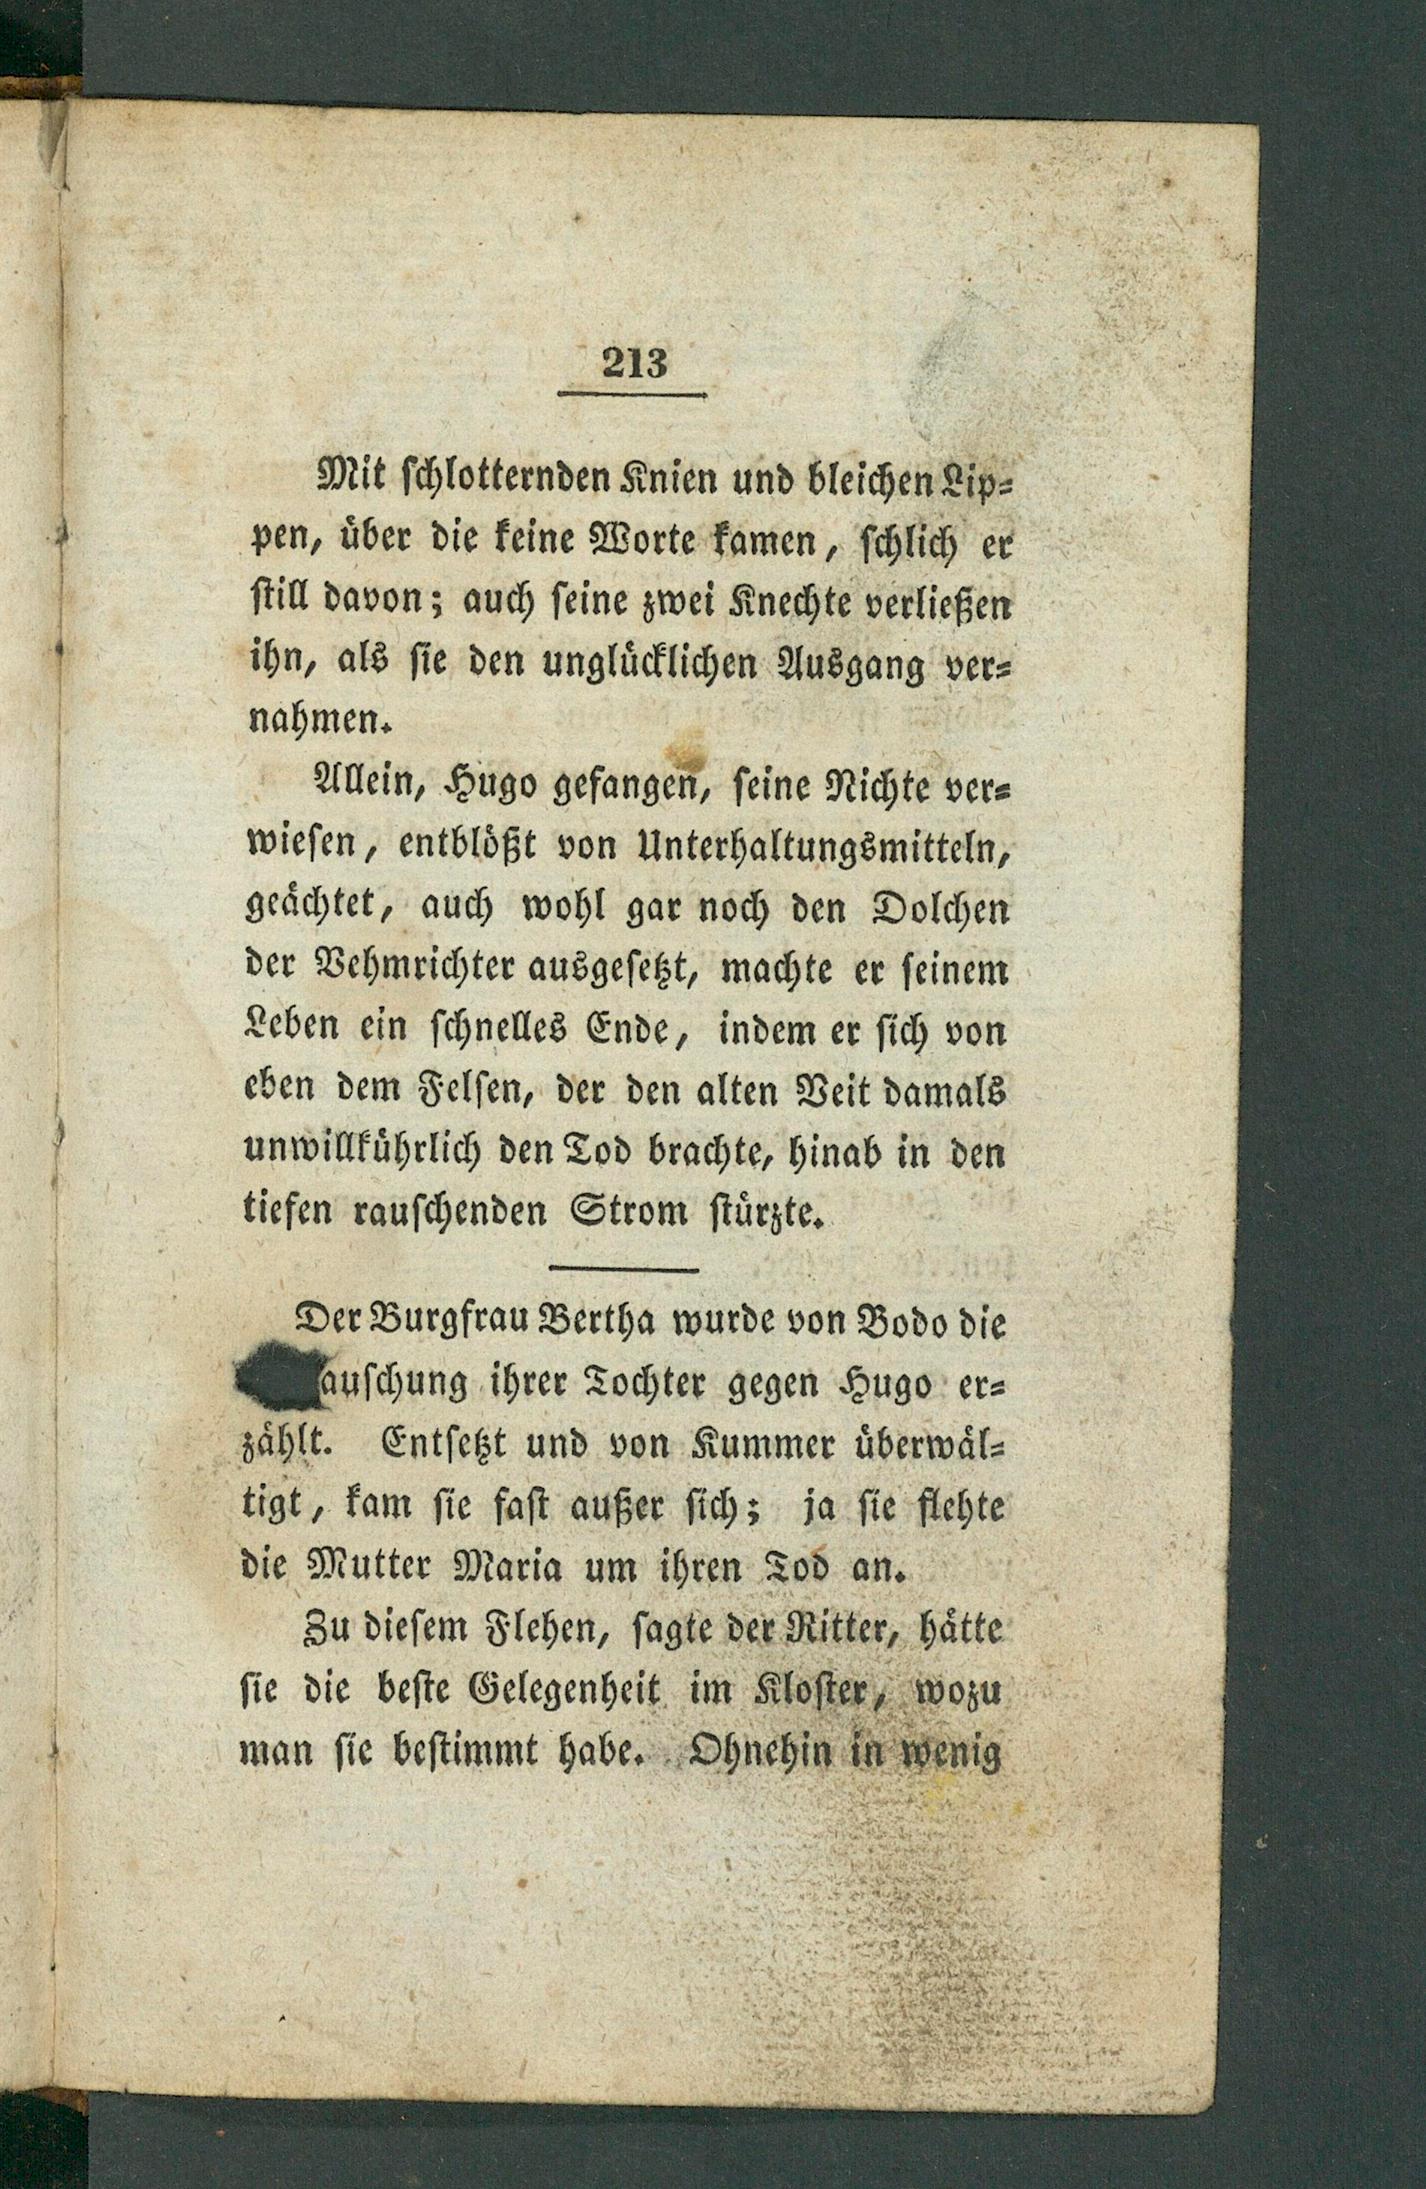 213
Mit schlotternden Knien und bleichen Lip-
pen, über die keine Worte kamen, schlich er
still davon; auch seine zwei Knechte verließen
ihn, als sie den unglücklichen Ausgang ver-
nahmen.
Allein, Hugo gefangen, seine Nichte ver-
wiesen, entblößt von Unterhaltungsmitteln,
geächtet, auch wohl gar noch den Dolchen
der Vehmrichter ausgesetzt, machte er seinem
Leben ein schnelles Ende, indem er sich von
eben dem Felsen, der den alten Veit damals
unwillkührlich den Tod brachte, hinab in den
tiefen rauschenden Strom stürzte.
Der Burgfrau Bertha wurde von Bodo die
ihrer Tochter gegen Hugo er-
zählt. Entsetzt und von Kummer überwäl-
tigt, kam sie fast außer sich; ja sie flehte
die Mutter Maria um ihren Tod an.
Zu diesem Flehen, sagte der Ritter, hätte
sie die beste Gelegenheit im Kloster, wozu
man sie bestimmt habe. Ohnehin in wenig